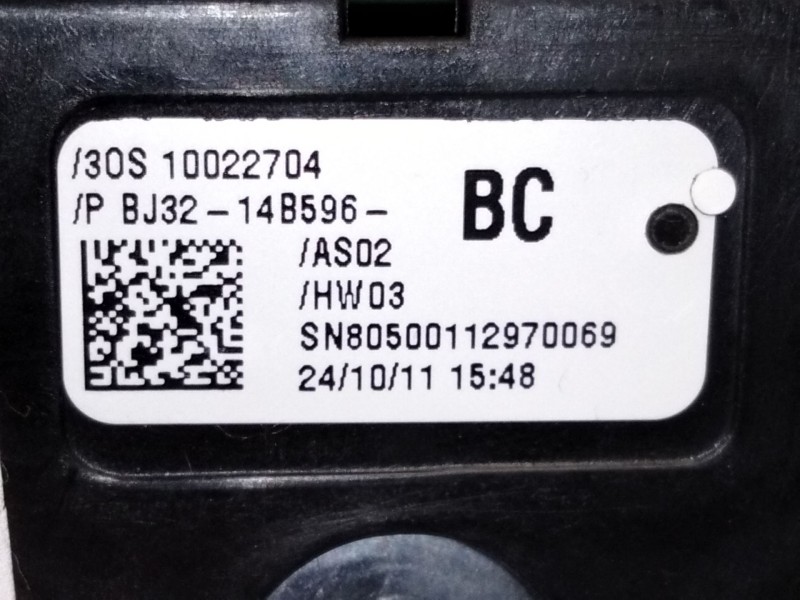 /30S 10022704
/P BJ32-14B596- BC
/AS02
/HW03
SN80500112970069
24/10/11 15:48